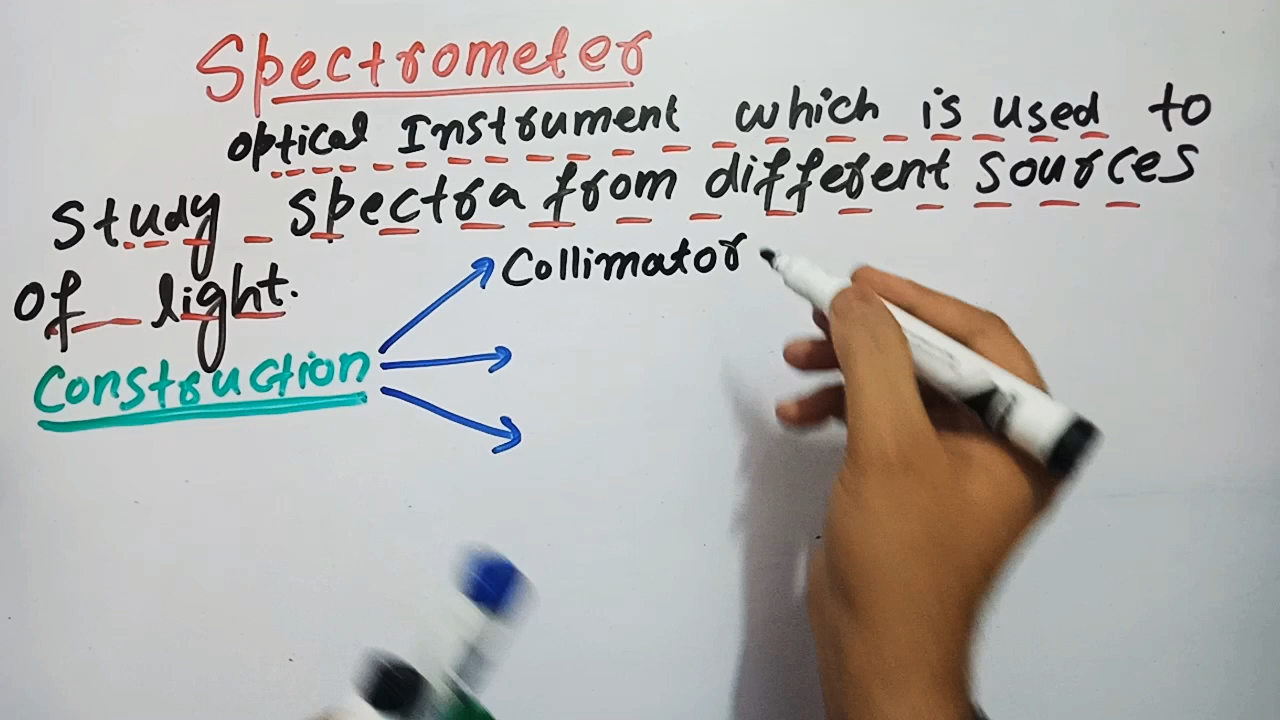 Spectrometer
optical Instrument which is used to
Study spectra from different sources
Of light.
Construction
Collimator